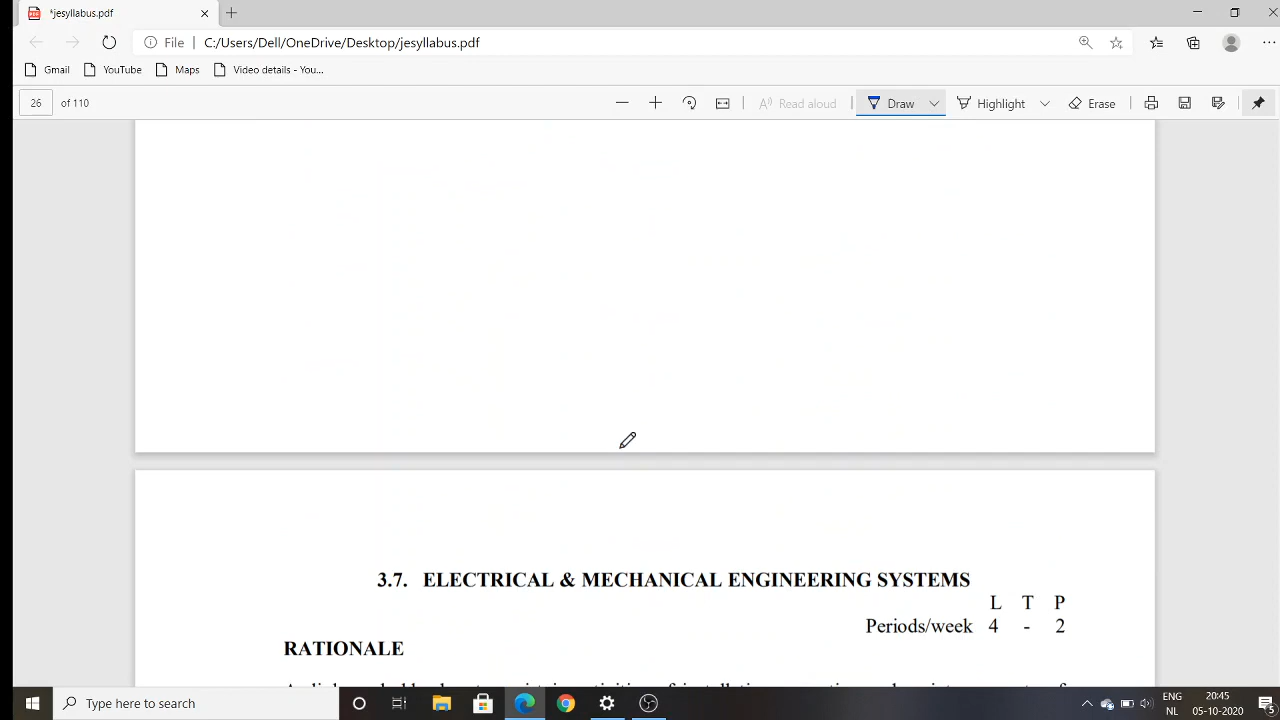 *jesyllabus.pdf
File
C:/Users/Dell/OneDrive/Desktop/jesyllabus.pdf
Gmail
YouTube
Maps
Video details - You...
26
of 110
A))
Read aloud
Draw
Highlight
Erase
3.7. ELECTRICAL & MECHANICAL ENGINEERING SYSTEMS
L T P
Periods/week 4 - 2
RATIONALE
Type here to search
ENG
NL
20:45
05-10-2020
5